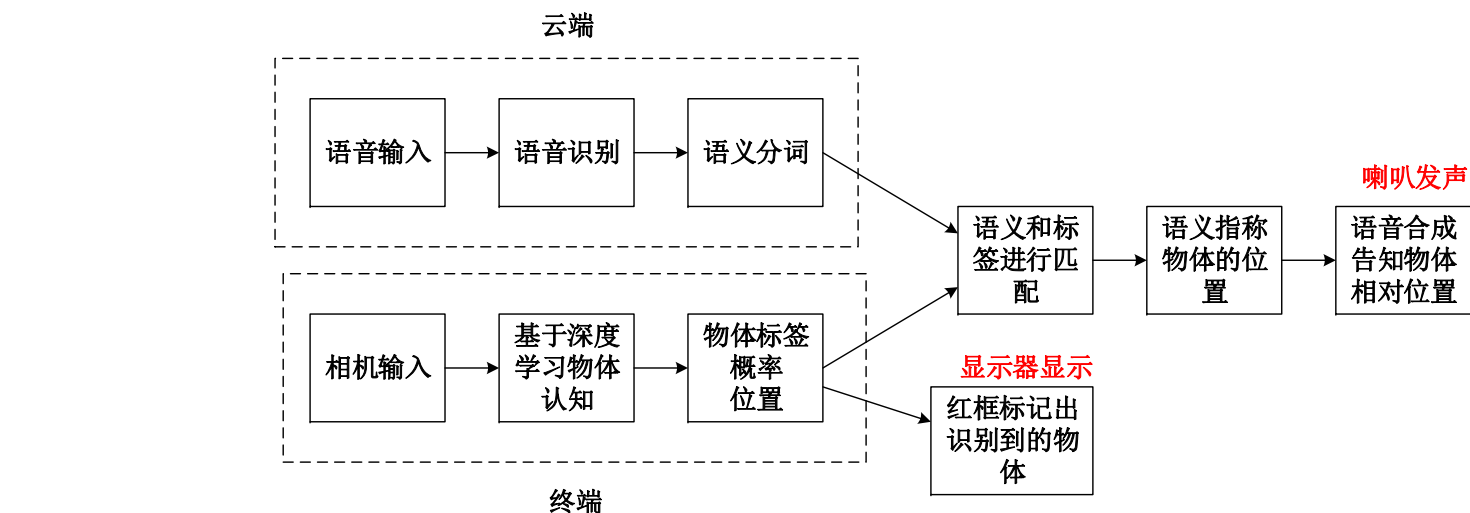 云端
语音输入
语音识别
语义分词
喇叭发声
语义和标
签进行匹
配
语义指称
物体的位
置
语音合成
告知物体
相对位置
相机输入
基于深度
学习物体
认知
物体标签
概率
位置
显示器显示
红框标记出
识别到的物
体
终端